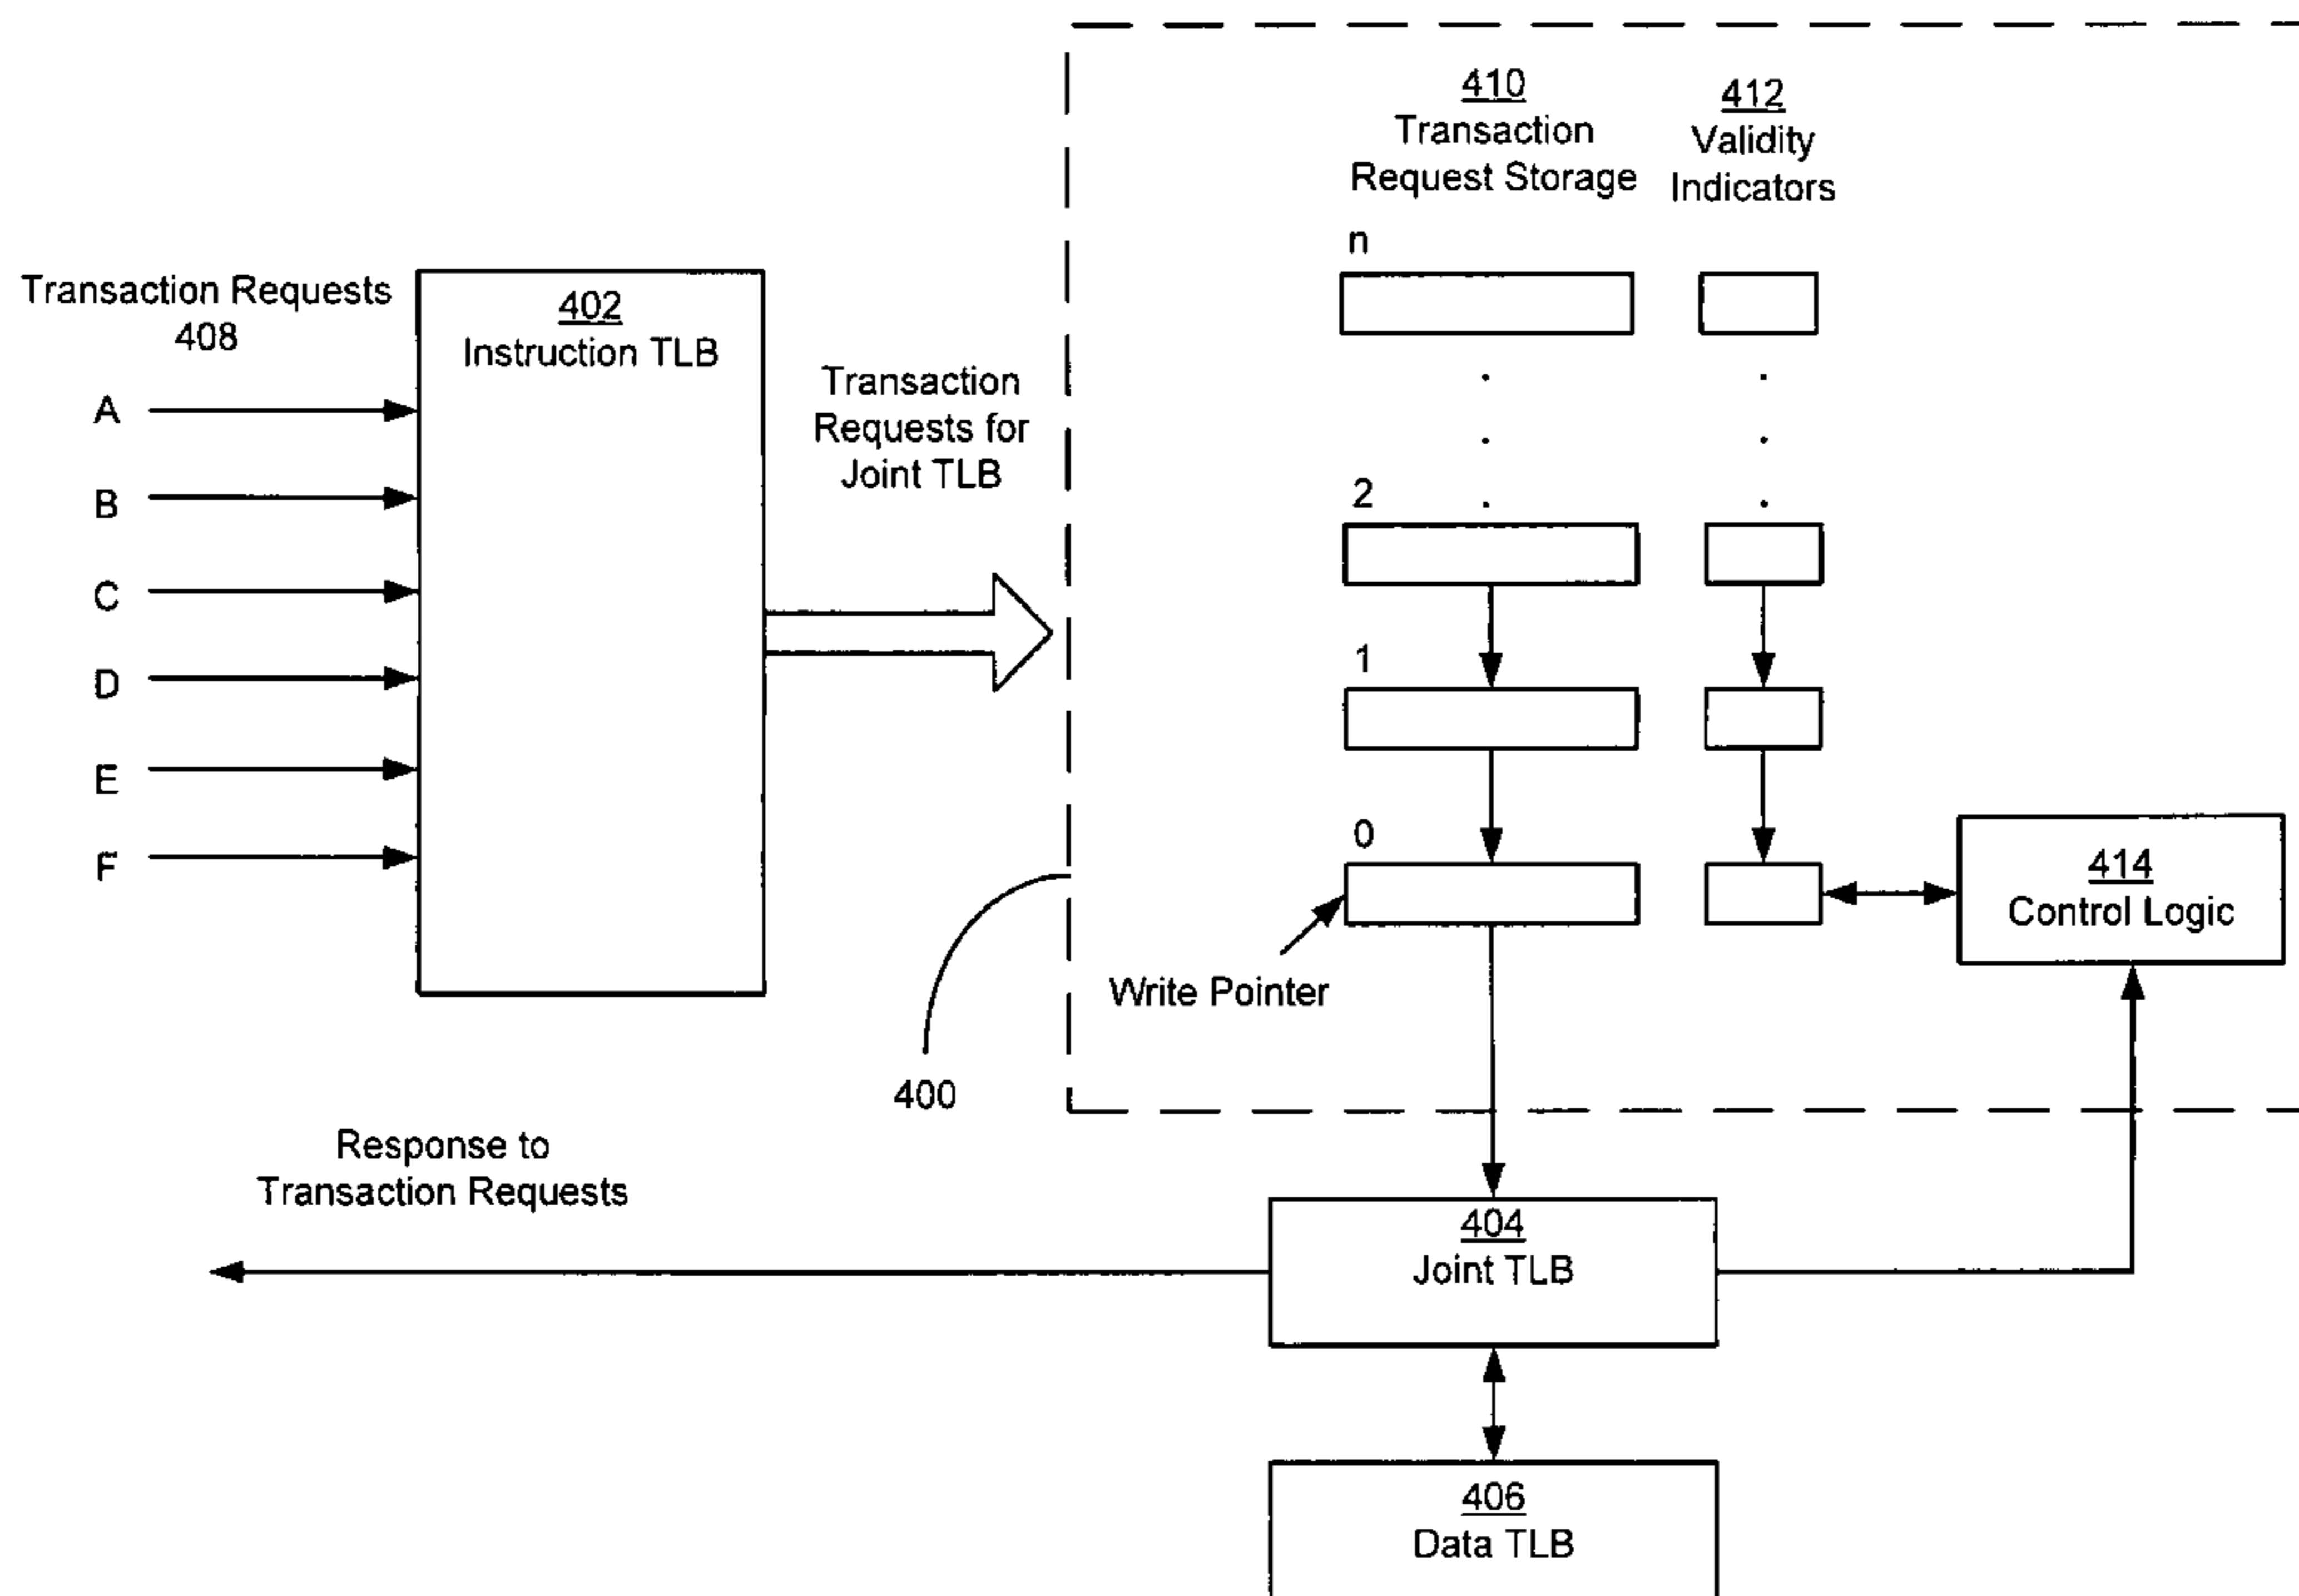 Transaction Requests
408
A
B
C
D
E
F
402
Instruction TLB
Transaction
Requests for
Joint TLB
410
Transaction
Request Storage
412
Validity
Indicators
n
2
1
0
Write Pointer
414
Control Logic
400
Response to
Transaction Requests
404
Joint TLB
406
Data TLB